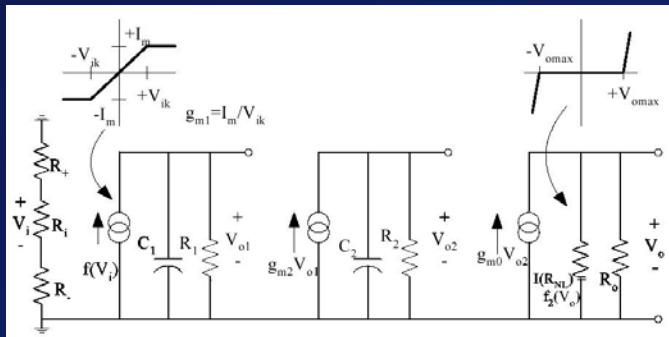 +I_m
-V_ik
+V_ik
-I_m
g_m1=I_m/V_ik
-V_omax
+V_omax
R_+
+
V_i
-
R_i
R_-
f(V_i)
C_1
R_1
+
V_o1
-
g_m2V_o1
C_2
R_2
+
V_o2
-
g_m0V_o2
I(R_NL) =
f_2(V_o)
R_o
+
V_o
-